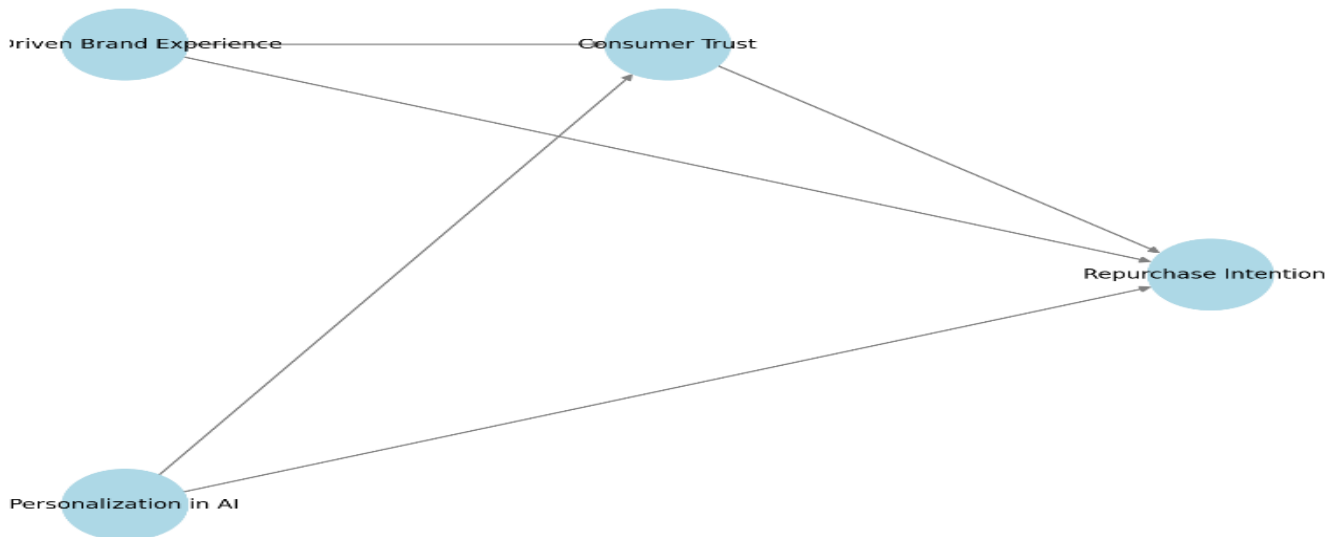 Driven Brand Experience
Consumer Trust
Repurchase Intention
Personalization in AI